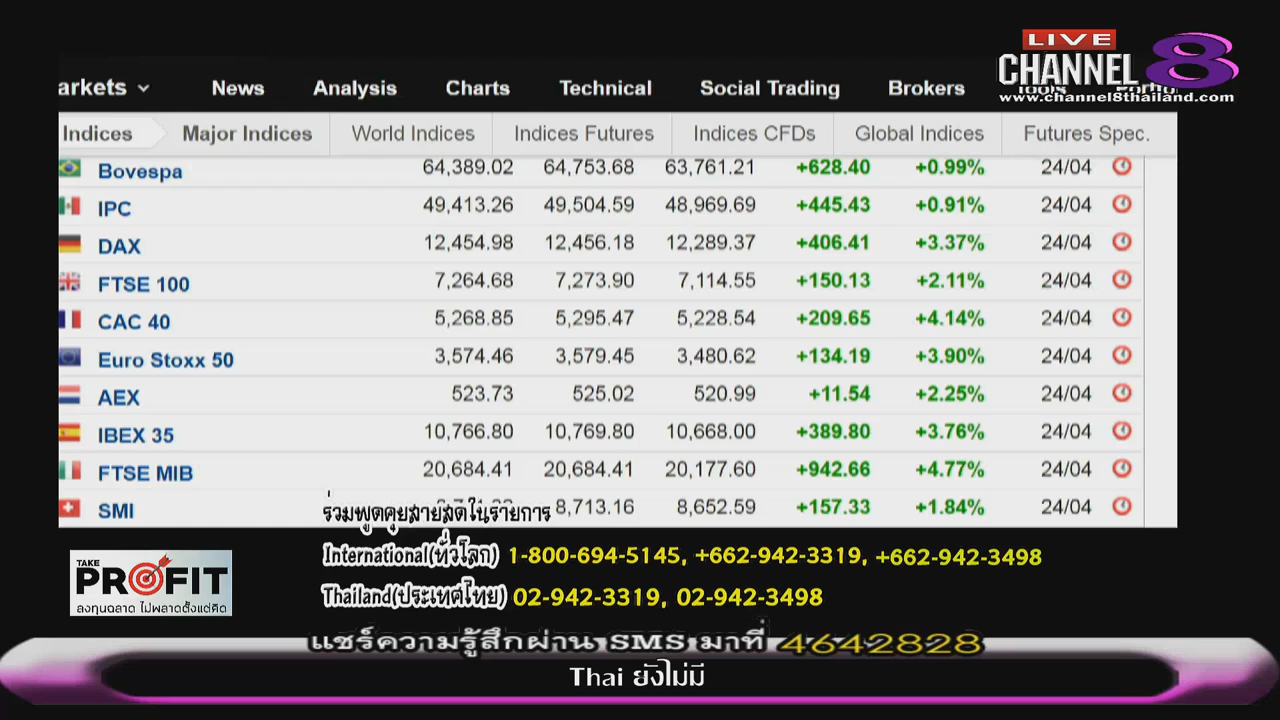 LIVE
CHANNEL 8
www.channel8thailand.com
arkets News Analysis Charts Technical Social Trading Brokers Tools
Indices Major Indices World Indices Indices Futures Indices CFDs Global Indices Futures Spec.
Bovespa 64,389.02 64,753.68 63,761.21 +628.40 +0.99% 24/04
IPC 49,413.26 49,504.59 48,969.69 +445.43 +0.91% 24/04
DAX 12,454.98 12,456.18 12,289.37 +406.41 +3.37% 24/04
FTSE 100 7,264.68 7,273.90 7,114.55 +150.13 +2.11% 24/04
CAC 40 5,268.85 5,295.47 5,228.54 +209.65 +4.14% 24/04
Euro Stoxx 50 3,574.46 3,579.45 3,480.62 +134.19 +3.90% 24/04
AEX 523.73 525.02 520.99 +11.54 +2.25% 24/04
IBEX 35 10,766.80 10,769.80 10,668.00 +389.80 +3.76% 24/04
FTSE MIB 20,684.41 20,684.41 20,177.60 +942.66 +4.77% 24/04
SMI 8,713.16 8,652.59 +157.33 +1.84% 24/04
ร่วมพูดคุยสายสดในรายการ
International(ทั่วโลก) 1-800-694-5145, +662-942-3319, +662-942-3498
Thailand(ประเทศไทย) 02-942-3319, 02-942-3498
TAKE
PROFIT
ลงทุนฉลาด ไม่พลาดตั้งแต่คิด
แชร์ความรู้สึกผ่าน SMS มาที่ 4642828
Thai ยังไม่มี